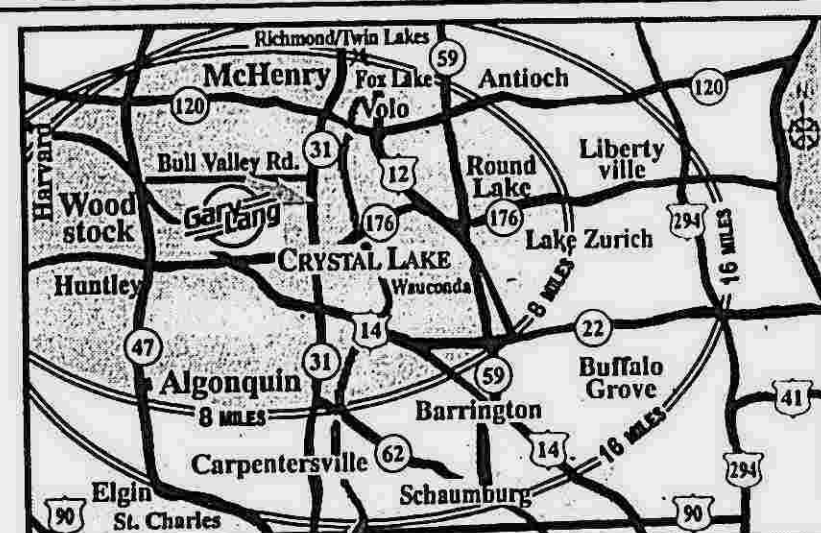 Richmond/Twin Lakes
59
McHenry
Fox Lake
Antioch
120
Volo
120
Harvard
Bull Valley Rd.
31
12
Round
Lake
Liberty
ville
Wood
stock
Gary
Lang
176
176
294
16 MILES
Lake Zurich
CRYSTAL LAKE
Huntley
Wauconda
8 MILES
14
22
47
31
59
Buffalo
Grove
Algonquin
8 MILES
Barrington
41
16 MILES
62
14
Carpentersville
294
Elgin
Schaumburg
90
St. Charles
90
N